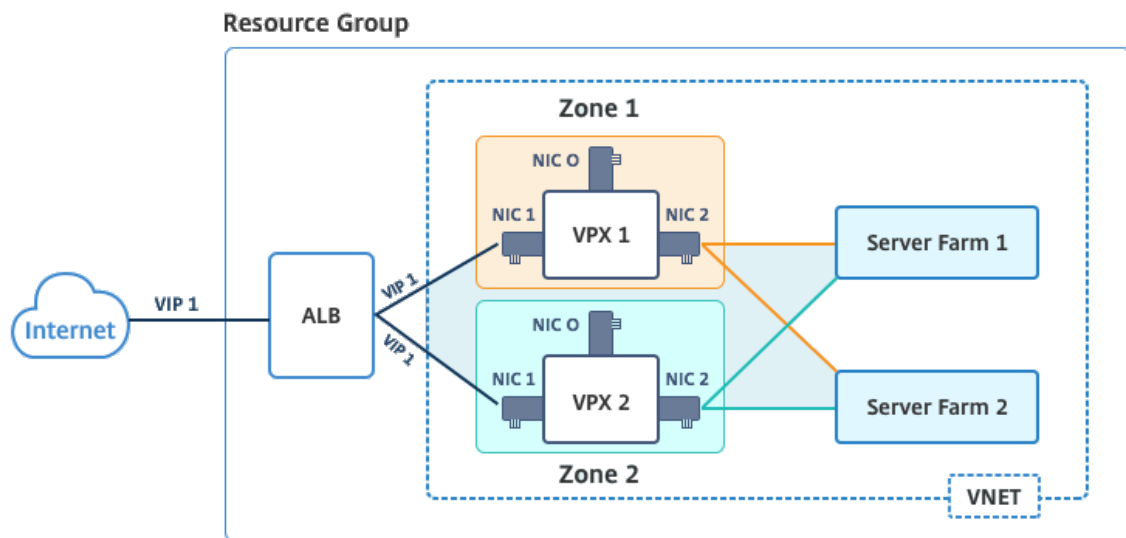 Resource Group
Zone 1
NIC O
NIC 1
NIC 2
VPX 1
Server Farm 1
VIP 1
ALB
VIP 1
Internet
VIP 1
NIC O
NIC 1
NIC 2
VPX 2
Server Farm 2
Zone 2
VNET